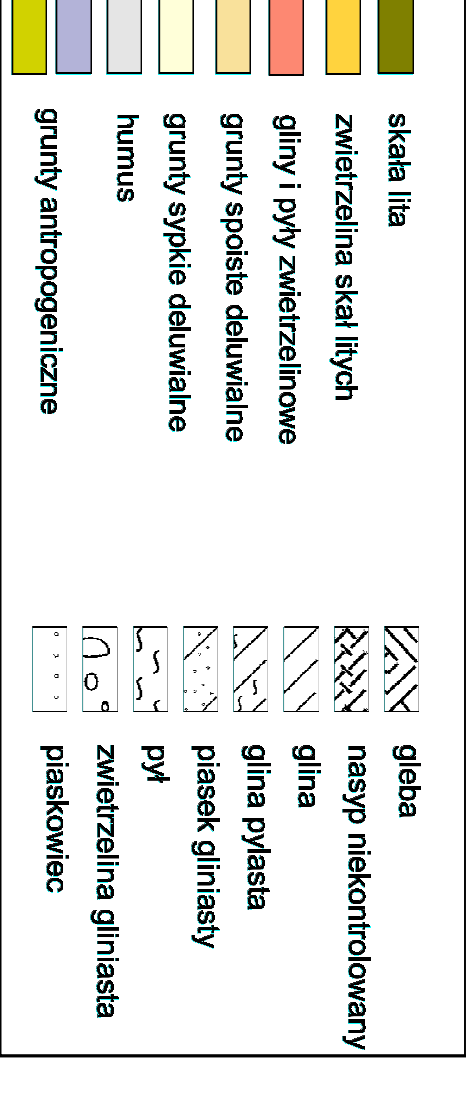 skała lita
zwietrzelina skał litych
gliny i pyły zwietrzelinowe
grunty spoiste deluwialne
grunty sypkie deluwialne
humus
grunty antropogeniczne
gleba
nasyp niekontrolowany
glina
glina pylasta
piasek gliniasty
pył
zwietrzelina gliniasta
piaskowiec